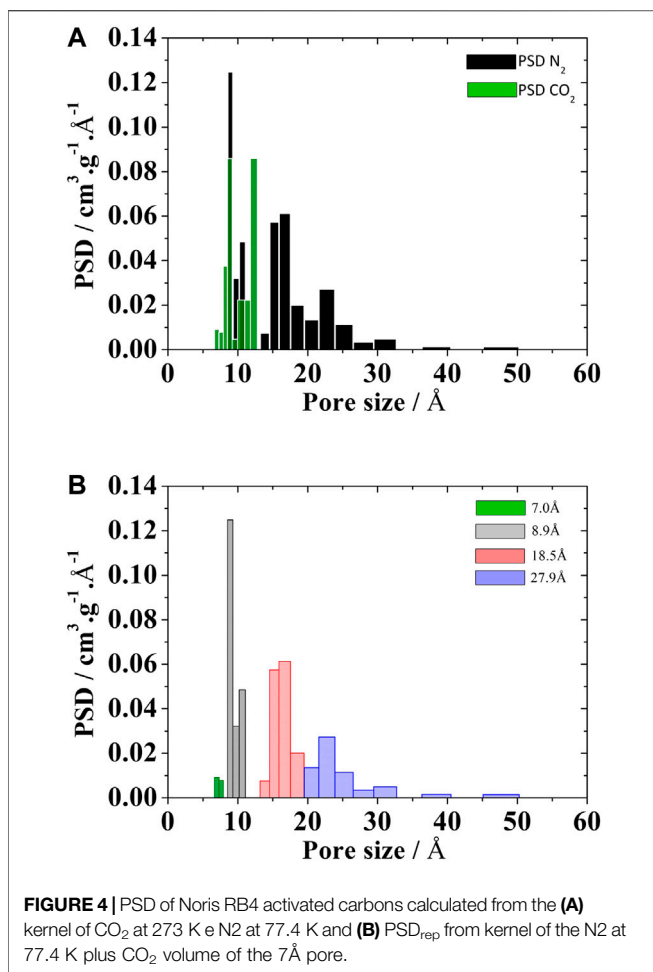 A
0.14
0.12
0.10
0.08
0.06
0.04
0.02
0.00
PSD / cm³.g⁻¹.Å⁻¹
PSD N₂
PSD CO₂
0 10 20 30 40 50 60
Pore size / Å
B
0.14
0.12
0.10
0.08
0.06
0.04
0.02
0.00
PSD / cm³.g⁻¹.Å⁻¹
7.0Å
8.9Å
18.5Å
27.9Å
0 10 20 30 40 50 60
Pore size / Å
FIGURE 4 | PSD of Noris RB4 activated carbons calculated from the (A)
kernel of CO₂ at 273 K e N2 at 77.4 K and (B) PSDrep from kernel of the N2 at
77.4 K plus CO₂ volume of the 7Å pore.